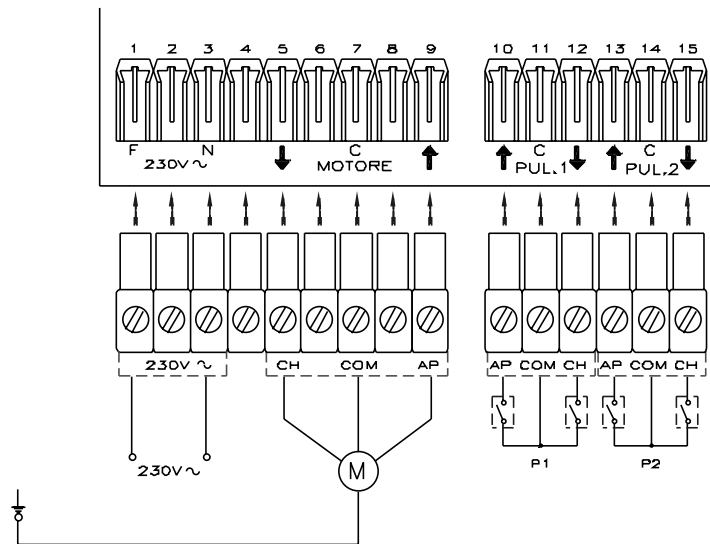 1 2 3 4 5 6 7 8 9 10 11 12 13 14 15
F N C C C
230V~ MOTORE PUL.1 PUL.2
230V ~ CH COM AP AP COM CH AP COM CH
230V~ M P1 P2